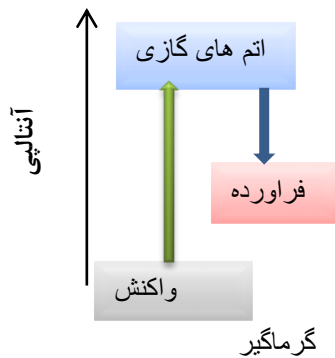 اتم های گازی
آنتالپی
فراورده
واکنش
گرماگیر